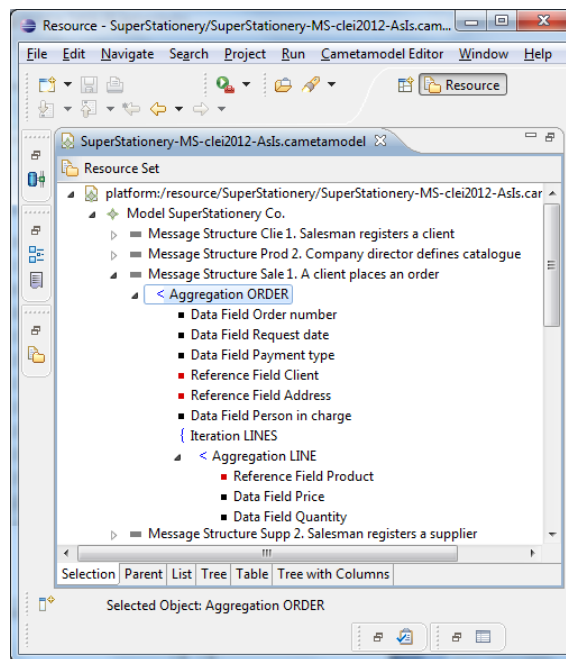 Resource - SuperStationery/SuperStationery-MS-clei2012-AsIs.cam...
File Edit Navigate Search Project Run Cametamodel Editor Window Help
Resource
SuperStationery-MS-clei2012-AsIs.cametamodel
Resource Set
platform:/resource/SuperStationery/SuperStationery-MS-clei2012-AsIs.car
Model SuperStationery Co.
Message Structure Clie 1. Salesman registers a client
Message Structure Prod 2. Company director defines catalogue
Message Structure Sale 1. A client places an order
< Aggregation ORDER
Data Field Order number
Data Field Request date
Data Field Payment type
Reference Field Client
Reference Field Address
Data Field Person in charge
{ Iteration LINES
< Aggregation LINE
Reference Field Product
Data Field Price
Data Field Quantity
Message Structure Supp 2. Salesman registers a supplier
Selection Parent List Tree Table Tree with Columns
Selected Object: Aggregation ORDER